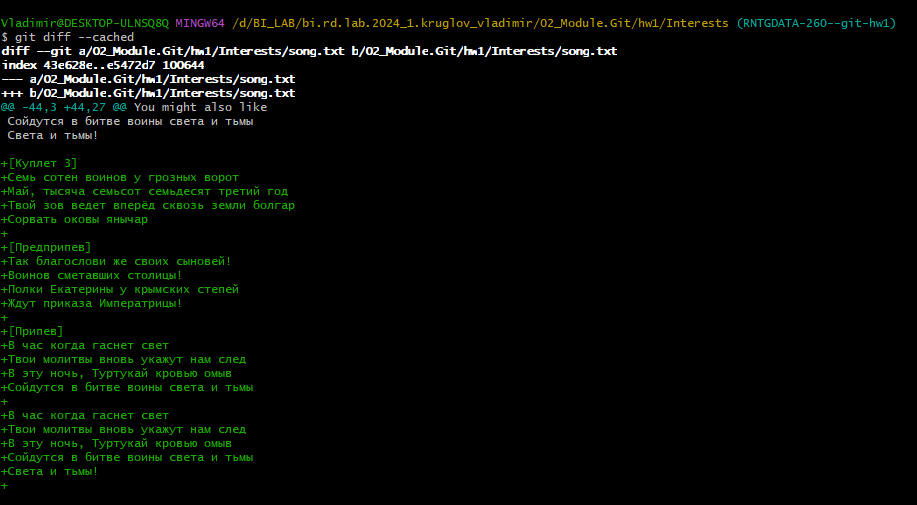 Vladimir@DESKTOP-ULNSQ8Q MINGW64 /d/BI_LAB/bi.rd.lab.2024_1.kruglov_vladimir/02_Module.Git/hw1/Interests (RNTGDATA-260--git-hw1)
$ git diff --cached
diff --git a/02_Module.Git/hw1/Interests/song.txt b/02_Module.Git/hw1/Interests/song.txt
index 43e628e..e5472d7 100644
--- a/02_Module.Git/hw1/Interests/song.txt
+++ b/02_Module.Git/hw1/Interests/song.txt
@@ -44,3 +44,27 @@ You might also like
 Сойдутся в битве воины света и тьмы
 Света и тьмы!

+[Куплет 3]
+Семь сотен воинов у грозных ворот
+Май, тысяча семьсот семьдесят третий год
+Твой зов ведет вперёд сквозь земли болгар
+Сорвать оковы янычар
+
+[Предприпев]
+Так благослови же своих сыновей!
+Воинов сметавших столицы!
+Полки Екатерины у крымских степей
+Ждут приказа Императрицы!
+
+[Припев]
+В час когда гаснет свет
+Твои молитвы вновь укажут нам след
+В эту ночь, Туртукай кровью омыв
+Сойдутся в битве воины света и тьмы
+
+В час когда гаснет свет
+Твои молитвы вновь укажут нам след
+В эту ночь, Туртукай кровью омыв
+Сойдутся в битве воины света и тьмы
+Света и тьмы!
+